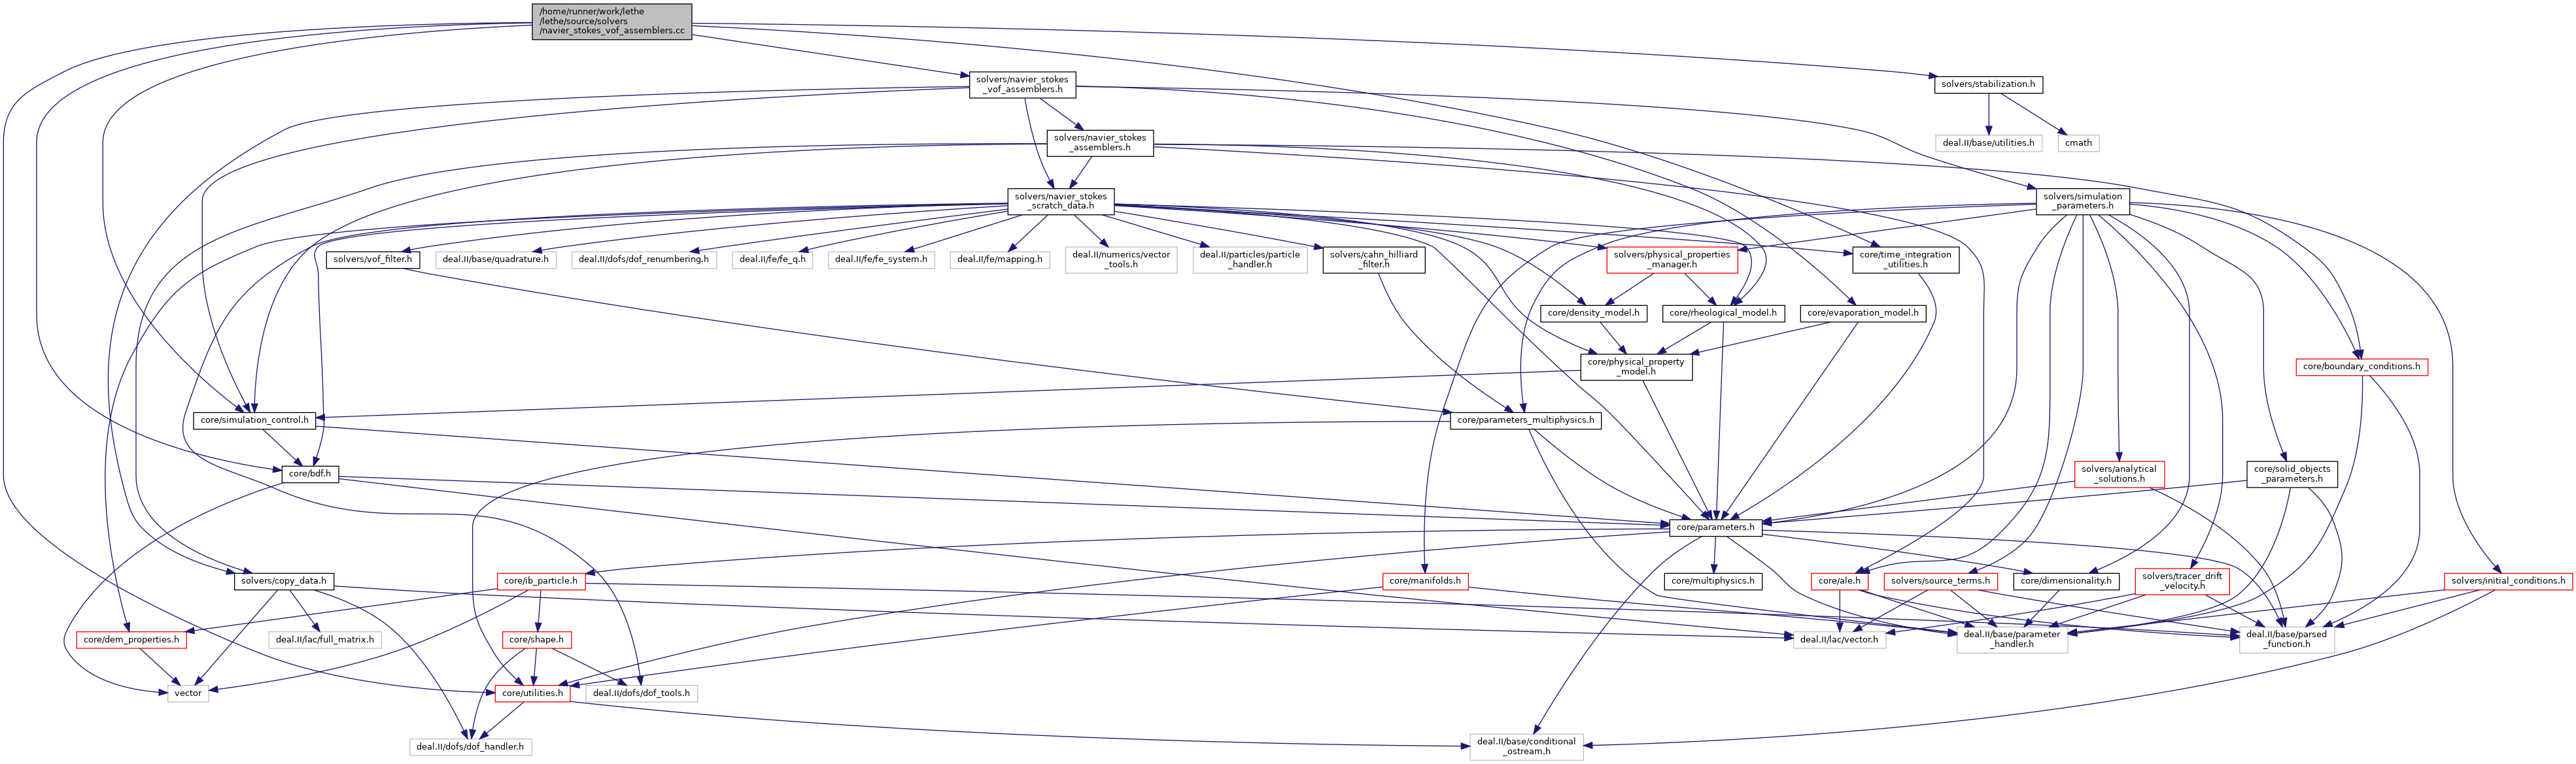 /home/runner/work/lethe
/lethe/source/solvers
/navier_stokes_vof_assemblers.cc
solvers/navier_stokes
_vof_assemblers.h
solvers/stabilization.h
solvers/navier_stokes
_assemblers.h
deal.II/base/utilities.h
cmath
solvers/navier_stokes
_scratch_data.h
solvers/simulation
_parameters.h
solvers/vof_filter.h
deal.II/base/quadrature.h
deal.II/dofs/dof_renumbering.h
deal.II/fe/fe_q.h
deal.II/fe/fe_system.h
deal.II/fe/mapping.h
deal.II/numerics/vector
_tools.h
deal.II/particles/particle
_handler.h
solvers/cahn_hilliard
_filter.h
solvers/physical_properties
_manager.h
core/time_integration
_utilities.h
core/density_model.h
core/rheological_model.h
core/evaporation_model.h
core/physical_property
_model.h
core/boundary_conditions.h
core/simulation_control.h
core/parameters_multiphysics.h
core/bdf.h
solvers/analytical
_solutions.h
core/solid_objects
_parameters.h
core/parameters.h
solvers/copy_data.h
core/ib_particle.h
core/manifolds.h
core/multiphysics.h
core/ale.h
solvers/source_terms.h
core/dimensionality.h
solvers/tracer_drift
_velocity.h
solvers/initial_conditions.h
core/dem_properties.h
deal.II/lac/full_matrix.h
core/shape.h
deal.II/lac/vector.h
deal.II/base/parameter
_handler.h
deal.II/base/parsed
_function.h
vector
core/utilities.h
deal.II/dofs/dof_tools.h
deal.II/dofs/dof_handler.h
deal.II/base/conditional
_ostream.h